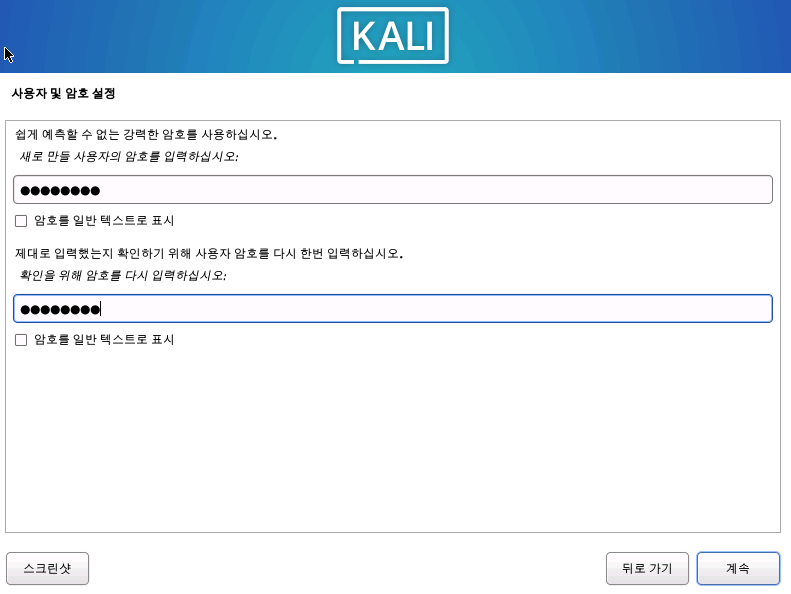 KALI
사용자 및 암호 설정
쉽게 예측할 수 없는 강력한 암호를 사용하십시오.
새로 만들 사용자의 암호를 입력하십시오:
암호를 일반 텍스트로 표시
제대로 입력했는지 확인하기 위해 사용자 암호를 다시 한번 입력하십시오.
확인을 위해 암호를 다시 입력하십시오:
암호를 일반 텍스트로 표시
스크린샷
뒤로 가기
계속